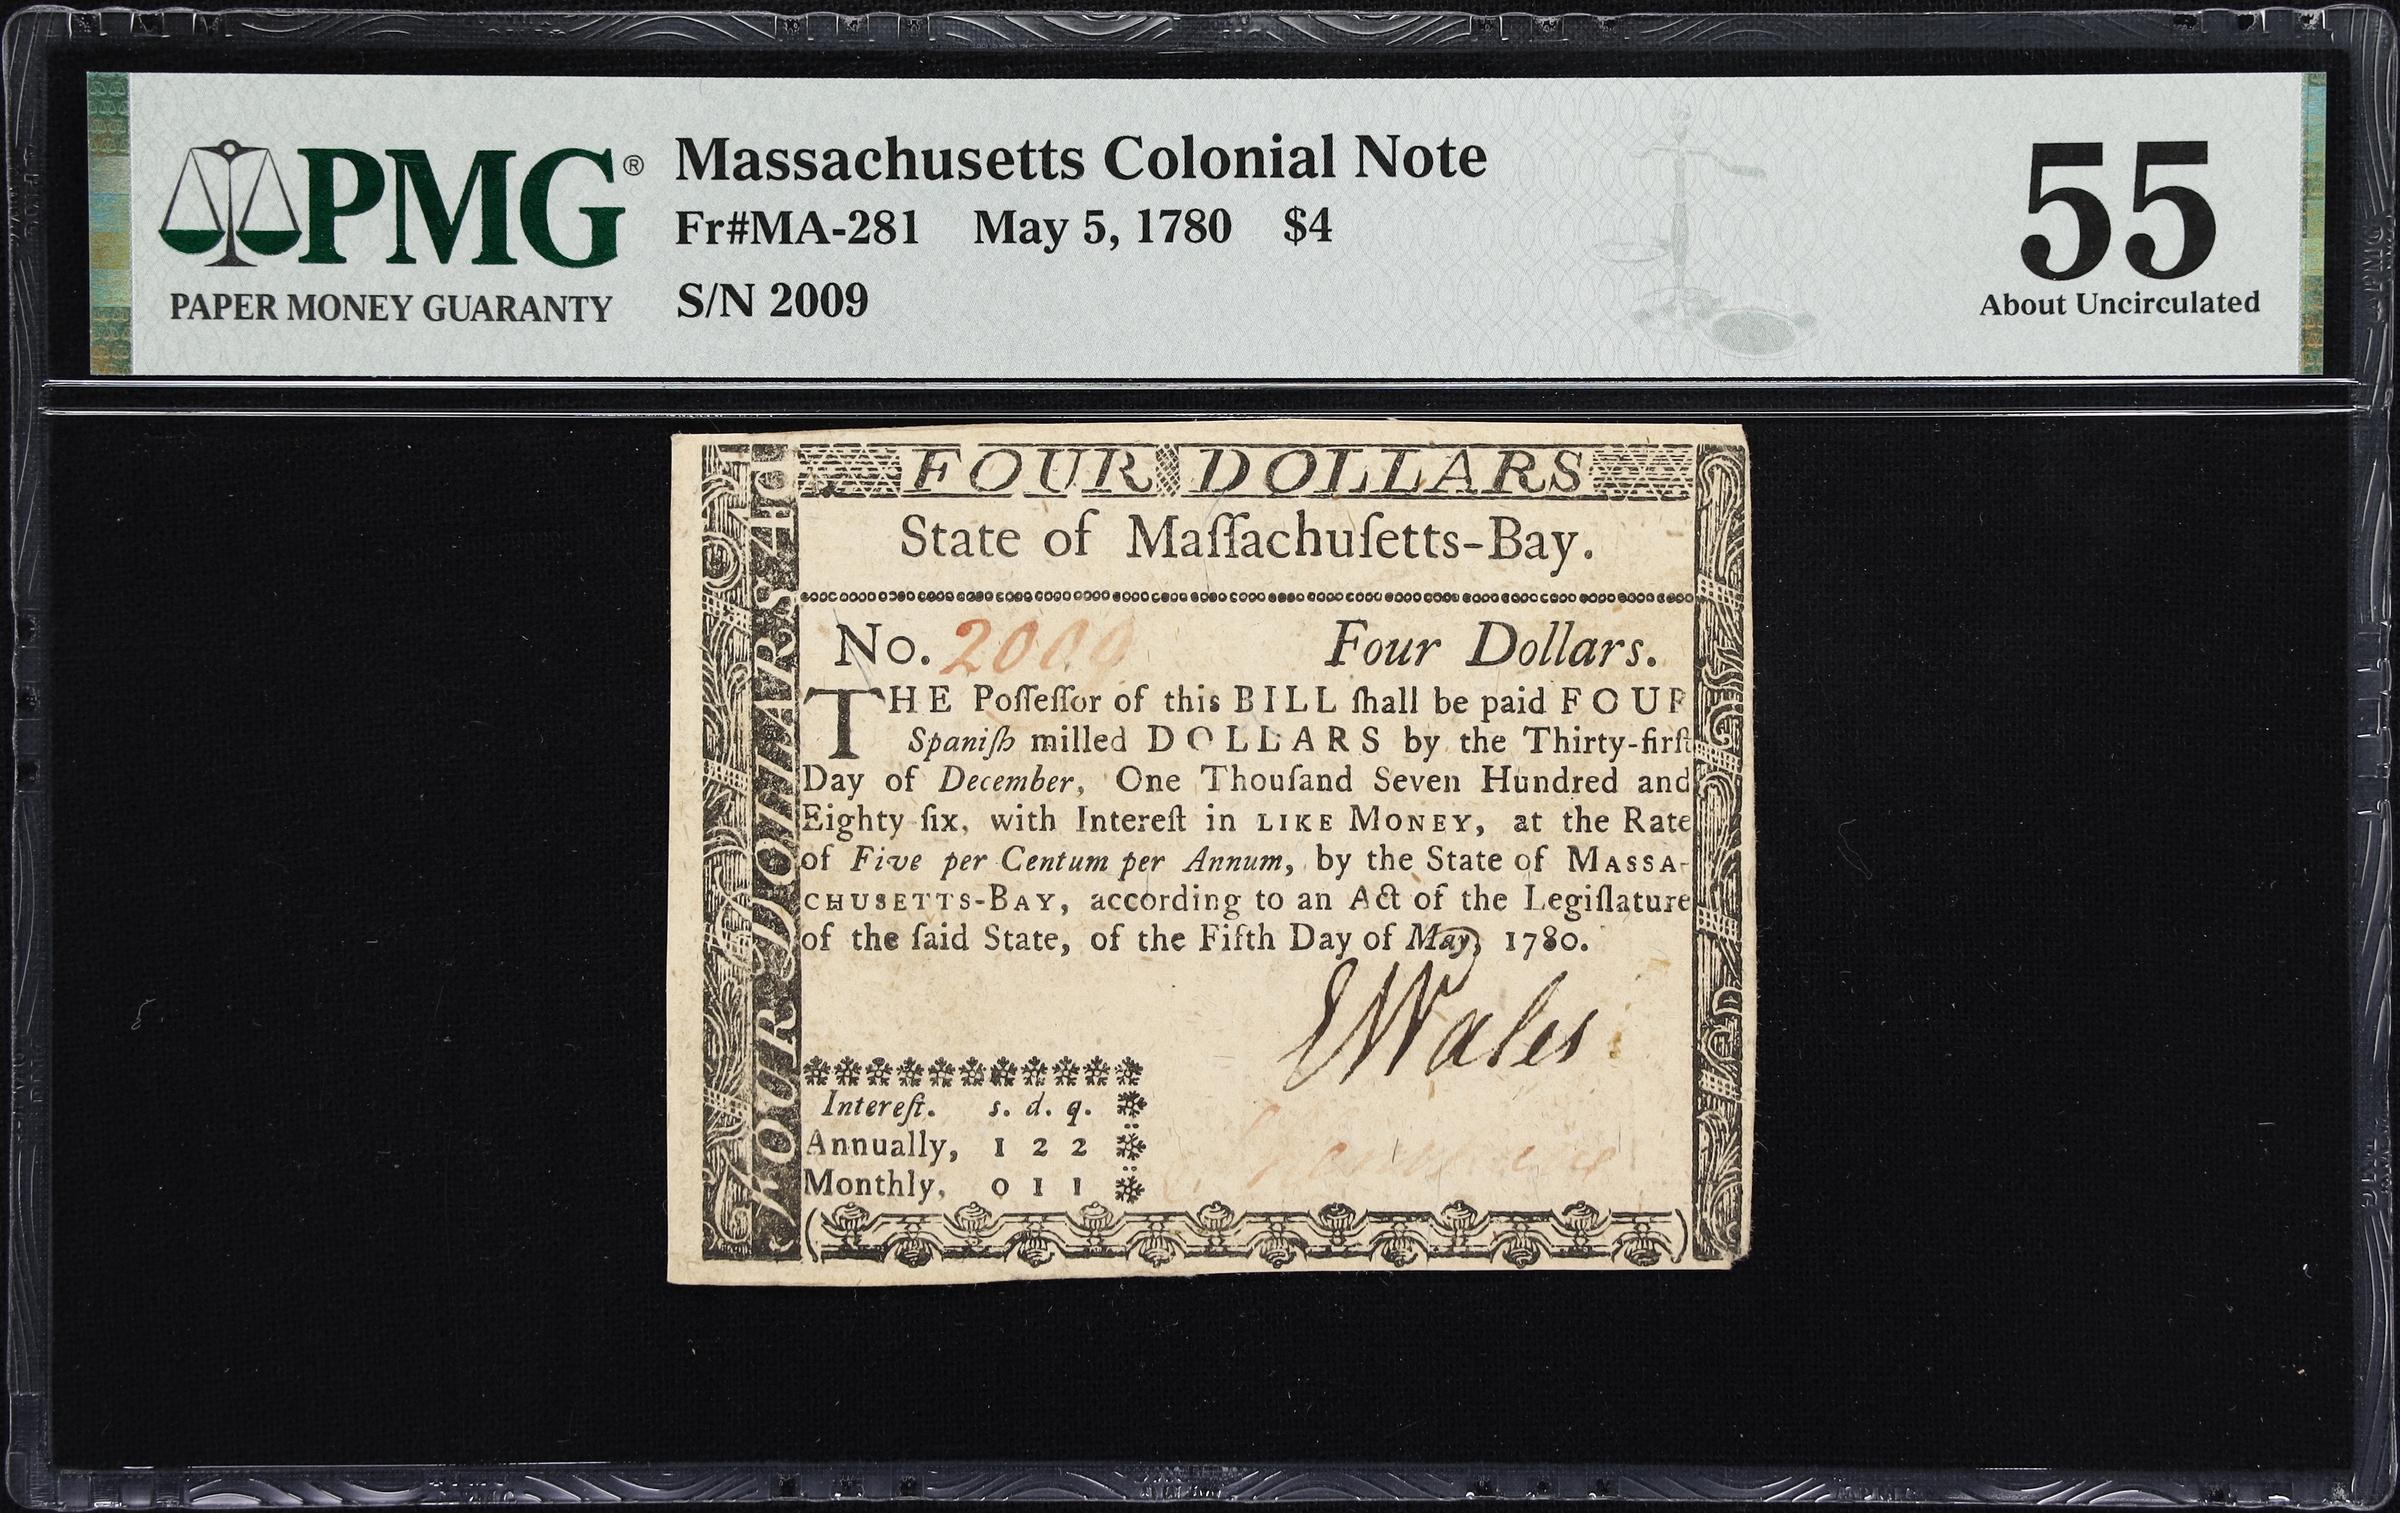 PMG®
PAPER MONEY GUARANTY
Massachusetts Colonial Note
Fr#MA-281 May 5, 1780 $4
S/N 2009
55
About Uncirculated
FOUR DOLLARS
FOUR DOLLARS
State of Maſſachuſetts-Bay.
No. 2009 Four Dollars.
THE Poſſeſſor of this BILL ſhall be paid FOUR
Spaniſh milled DOLLARS by the Thirty-firſt
Day of December, One Thouſand Seven Hundred and
Eighty-ſix, with Intereſt in LIKE MONEY, at the Rate
of Five per Centum per Annum, by the State of MASSA-
CHUSETTS-BAY, according to an Act of the Legiſlature
of the ſaid State, of the Fifth Day of May, 1780.
E Wales
Intereſt. s. d. q.
Annually, 1 2 2
Monthly, 0 1 1